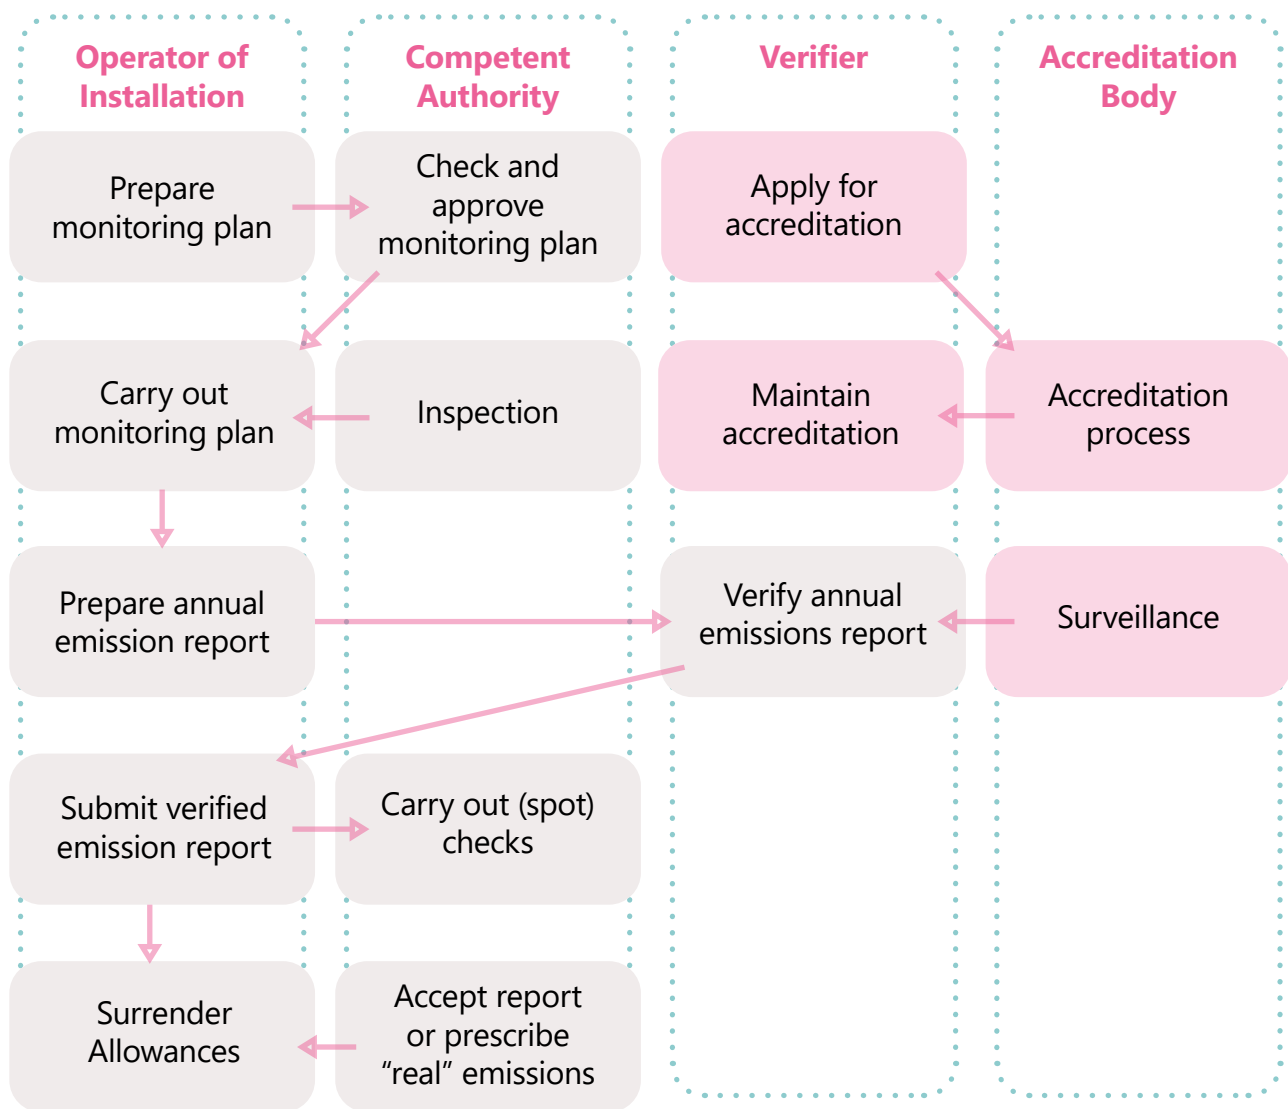 Operator of
Installation
Competent
Authority
Verifier
Accreditation
Body
Prepare
monitoring plan
Check and
approve
monitoring plan
Apply for
accreditation
Carry out
monitoring plan
Inspection
Maintain
accreditation
Accreditation
process
Prepare annual
emission report
Verify annual
emissions report
Surveillance
Submit verified
emission report
Carry out (spot)
checks
Surrender
Allowances
Accept report
or prescribe
“real” emissions